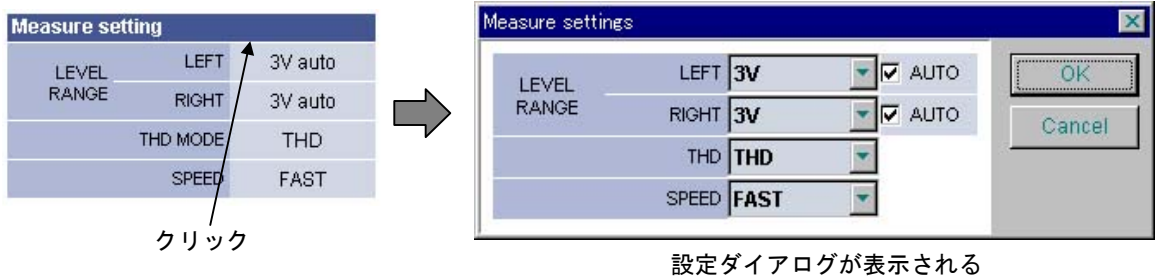 Measure setting
LEVEL RANGE LEFT 3V auto
RIGHT 3V auto
THD MODE THD
SPEED FAST
クリック
Measure settings
LEVEL RANGE LEFT 3V AUTO OK
RIGHT 3V AUTO Cancel
THD THD
SPEED FAST
設定ダイアログが表示される